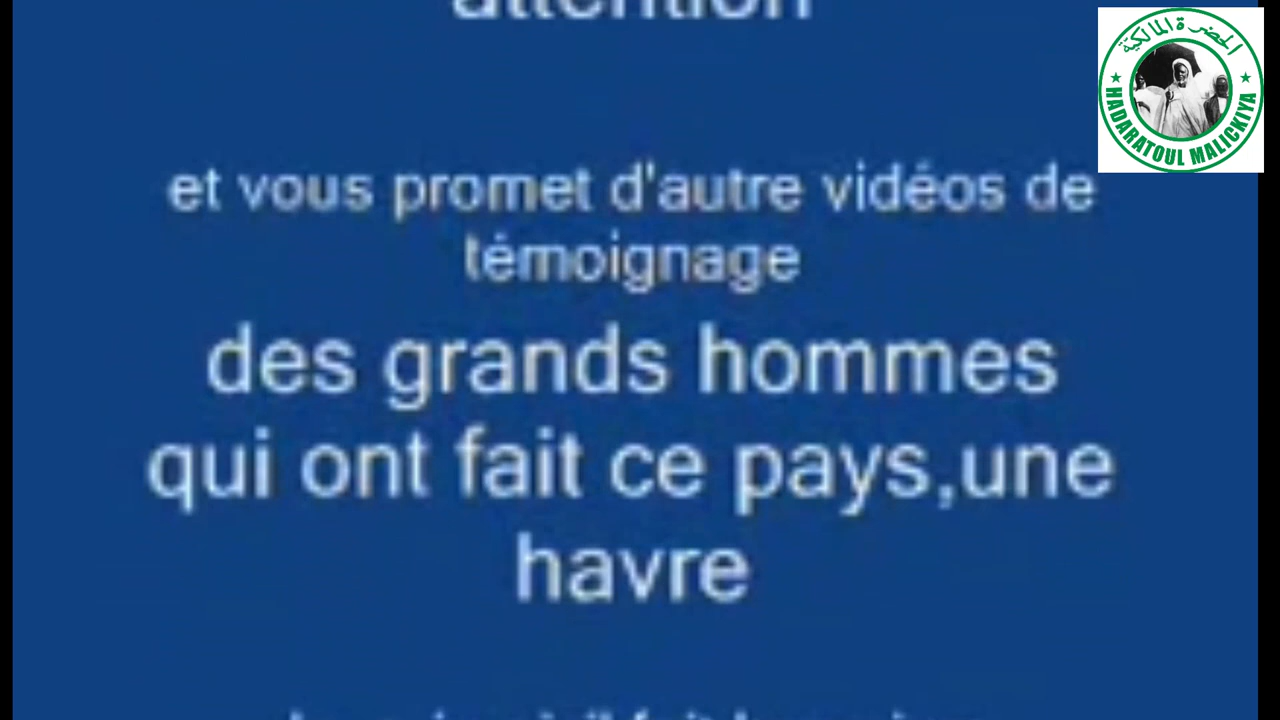 attention
et vous promet d'autre vidéos de
témoignage
des grands hommes
qui ont fait ce pays,une
havre
الحضرة المالكية
HADARATOUL MALICKIYA